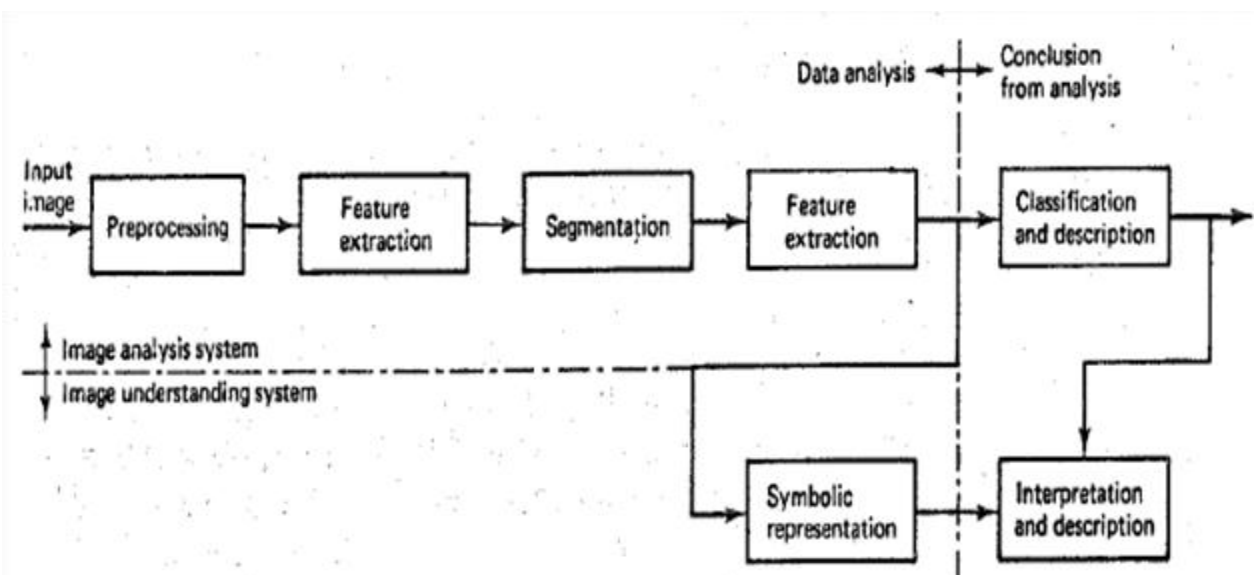 Data analysis
Conclusion
from analysis
Input
image
Preprocessing
Feature
extraction
Segmentation
Feature
extraction
Classification
and description
Image analysis system
Image understanding system
Symbolic
representation
Interpretation
and description